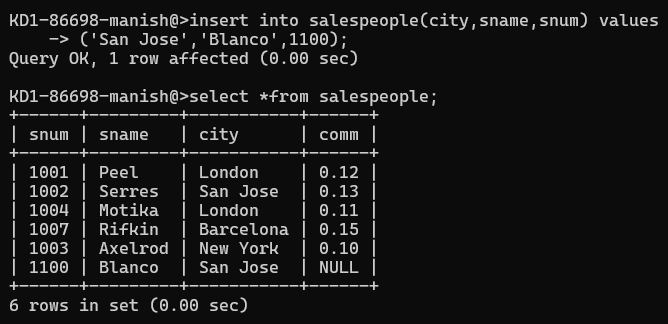 KD1-86698-manish@>insert into salespeople(city,sname,snum) values
    -> ('San Jose','Blanco',1100);
Query OK, 1 row affected (0.00 sec)

KD1-86698-manish@>select *from salespeople;
+------+---------+-----------+------+
| snum | sname   | city      | comm |
+------+---------+-----------+------+
| 1001 | Peel    | London    | 0.12 |
| 1002 | Serres  | San Jose  | 0.13 |
| 1004 | Motika  | London    | 0.11 |
| 1007 | Rifkin  | Barcelona | 0.15 |
| 1003 | Axelrod | New York  | 0.10 |
| 1100 | Blanco  | San Jose  | NULL |
+------+---------+-----------+------+
6 rows in set (0.00 sec)